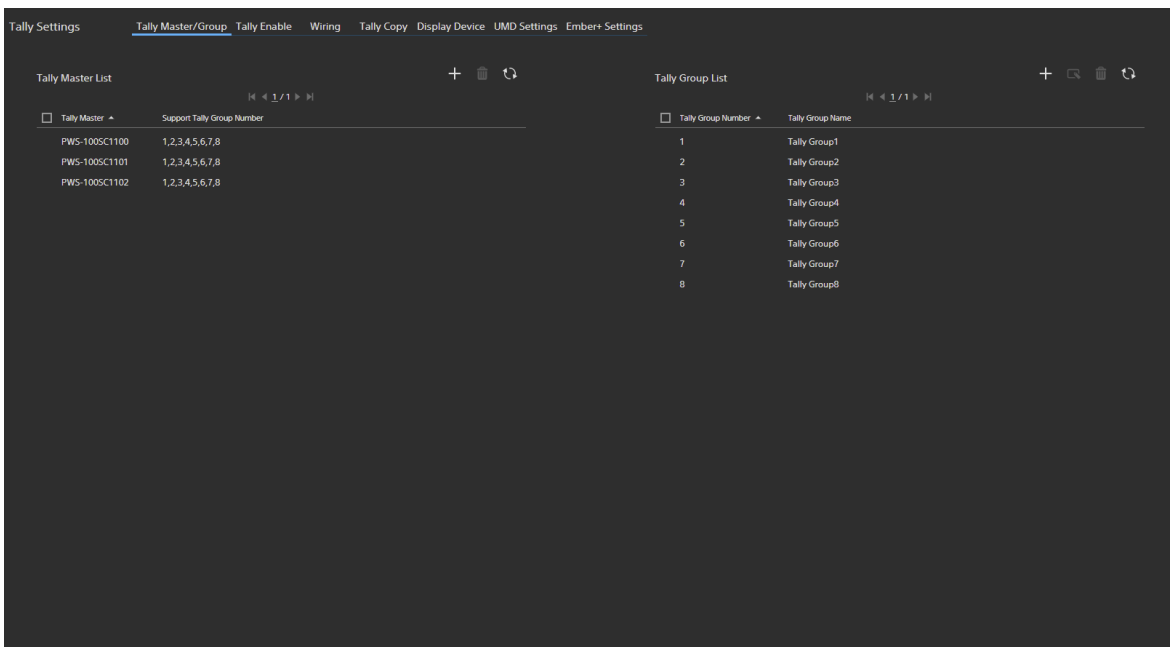 Tally Settings Tally Master/Group Tally Enable Wiring Tally Copy Display Device UMD Settings Ember+ Settings
Tally Master List
1 / 1
Tally Master Support Tally Group Number
PWS-100SC1100 1,2,3,4,5,6,7,8
PWS-100SC1101 1,2,3,4,5,6,7,8
PWS-100SC1102 1,2,3,4,5,6,7,8
Tally Group List
1 / 1
Tally Group Number Tally Group Name
1 Tally Group1
2 Tally Group2
3 Tally Group3
4 Tally Group4
5 Tally Group5
6 Tally Group6
7 Tally Group7
8 Tally Group8